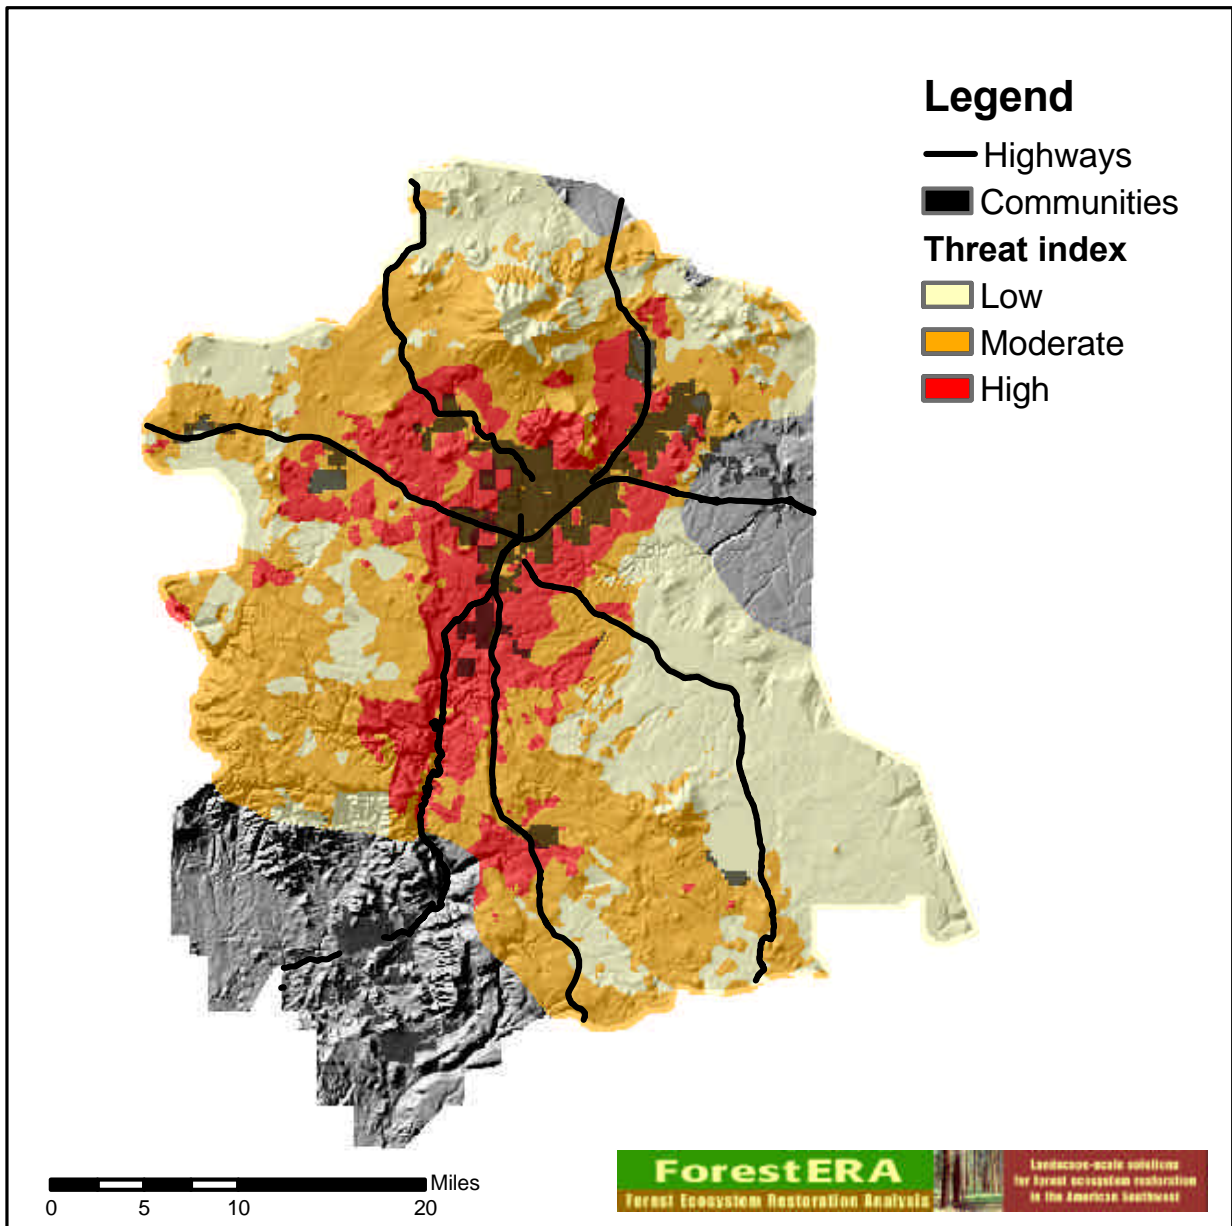 Legend
Highways
Communities
Threat index
Low
Moderate
High
Miles
0 5 10 20
ForestERA
Forest Ecosystem Restoration Analysis
Landscape-scale solutions
for forest ecosystem restoration
in the American Southwest